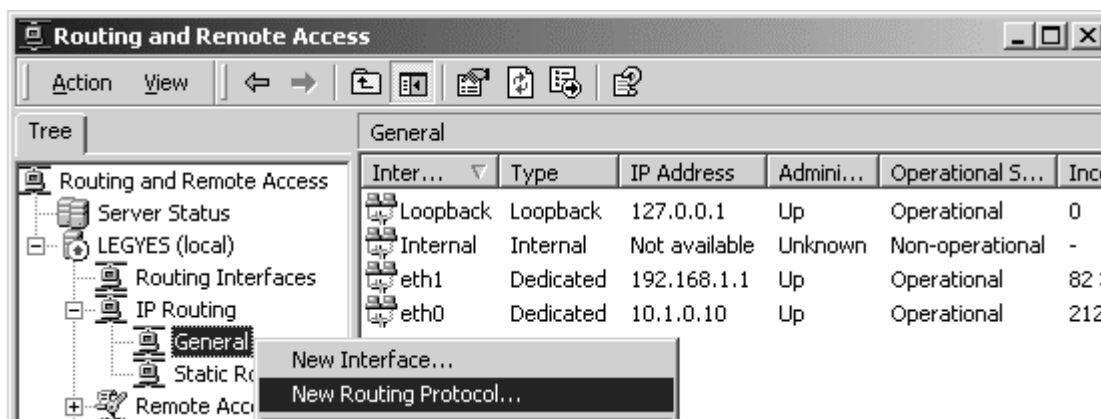 Routing and Remote Access
Action View
Tree
General
Inter... Type IP Address Admini... Operational S... Inco
Routing and Remote Access
Server Status
LEGYES (local)
Routing Interfaces
IP Routing
General
Static Ro
Remote Acc
Loopback Loopback 127.0.0.1 Up Operational 0
Internal Internal Not available Unknown Non-operational -
eth1 Dedicated 192.168.1.1 Up Operational 82
eth0 Dedicated 10.1.0.10 Up Operational 212
New Interface...
New Routing Protocol...